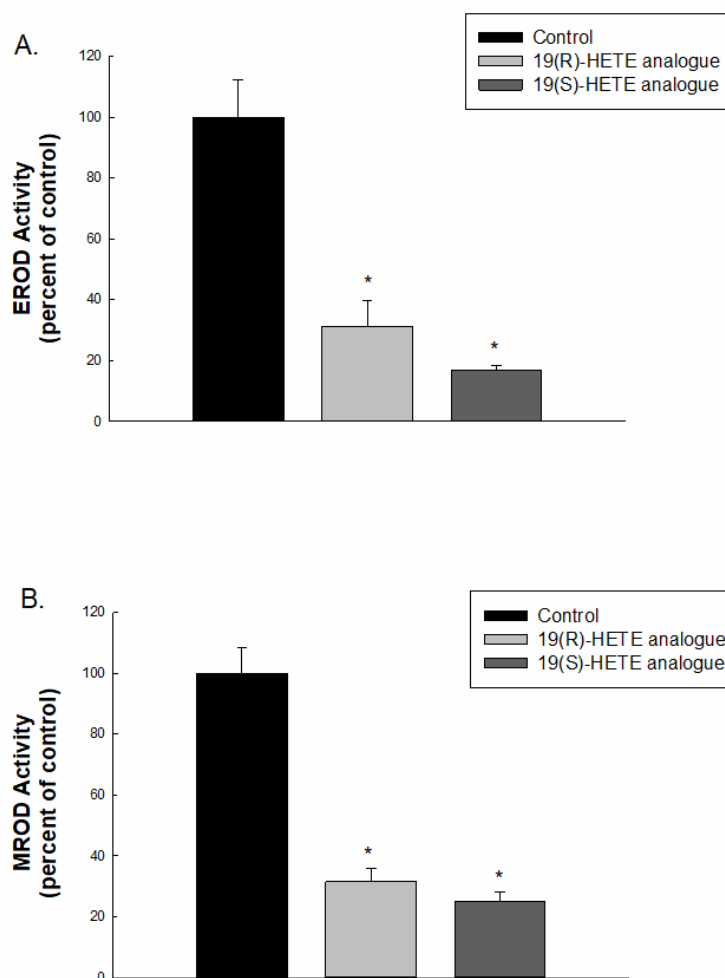 A.
Control
19(R)-HETE analogue
19(S)-HETE analogue
EROD Activity
(percent of control)
120
100
80
60
40
20
0
*
*
B.
Control
19(R)-HETE analogue
19(S)-HETE analogue
MROD Activity
(percent of control)
120
100
80
60
40
20
0
*
*